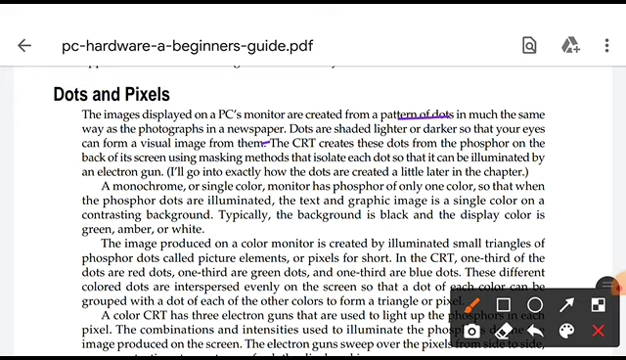 pc-hardware-a-beginners-guide.pdf
Dots and Pixels
The images displayed on a PC's monitor are created from a pattern of dots in much the same
way as the photographs in a newspaper. Dots are shaded lighter or darker so that your eyes
can form a visual image from them. The CRT creates these dots from the phosphor on the
back of its screen using masking methods that isolate each dot so that it can be illuminated by
an electron gun. (I'll go into exactly how the dots are created a little later in the chapter.)
A monochrome, or single color, monitor has phosphor of only one color, so that when
the phosphor dots are illuminated, the text and graphic image is a single color on a
contrasting background. Typically, the background is black and the display color is
green, amber, or white.
The image produced on a color monitor is created by illuminated small triangles of
phosphor dots called picture elements, or pixels for short. In the CRT, one-third of the
dots are red dots, one-third are green dots, and one-third are blue dots. These different
colored dots are interspersed evenly on the screen so that a dot of each color can be
grouped with a dot of each of the other colors to form a triangle or pixel.
A color CRT has three electron guns that are used to light up the phosphors in each
pixel. The combinations and intensities used to illuminate the
image produced on the screen. The electron guns sweep over the pixels from side to side,